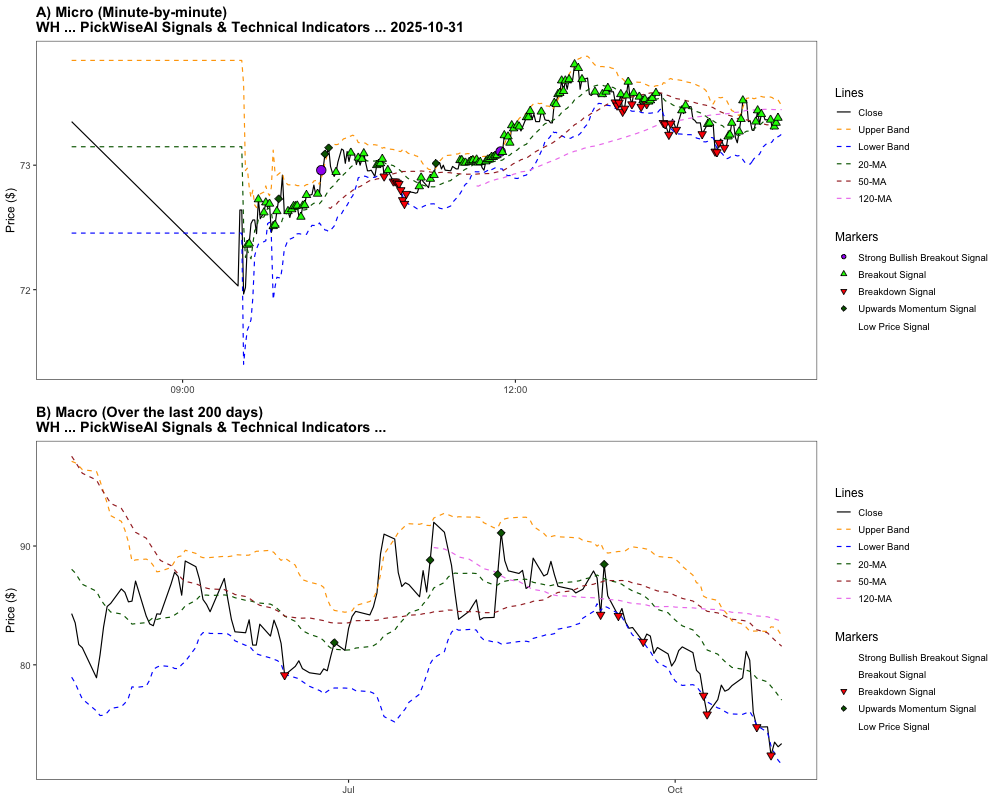 A) Micro (Minute-by-minute)
WH ... PickWiseAI Signals & Technical Indicators ... 2025-10-31
Price ($)
73
72
09:00
12:00
Lines
Close
Upper Band
Lower Band
20-MA
50-MA
120-MA
Markers
Strong Bullish Breakout Signal
Breakout Signal
Breakdown Signal
Upwards Momentum Signal
Low Price Signal
B) Macro (Over the last 200 days)
WH ... PickWiseAI Signals & Technical Indicators ...
Price ($)
90
80
Jul
Oct
Lines
Close
Upper Band
Lower Band
20-MA
50-MA
120-MA
Markers
Strong Bullish Breakout Signal
Breakout Signal
Breakdown Signal
Upwards Momentum Signal
Low Price Signal